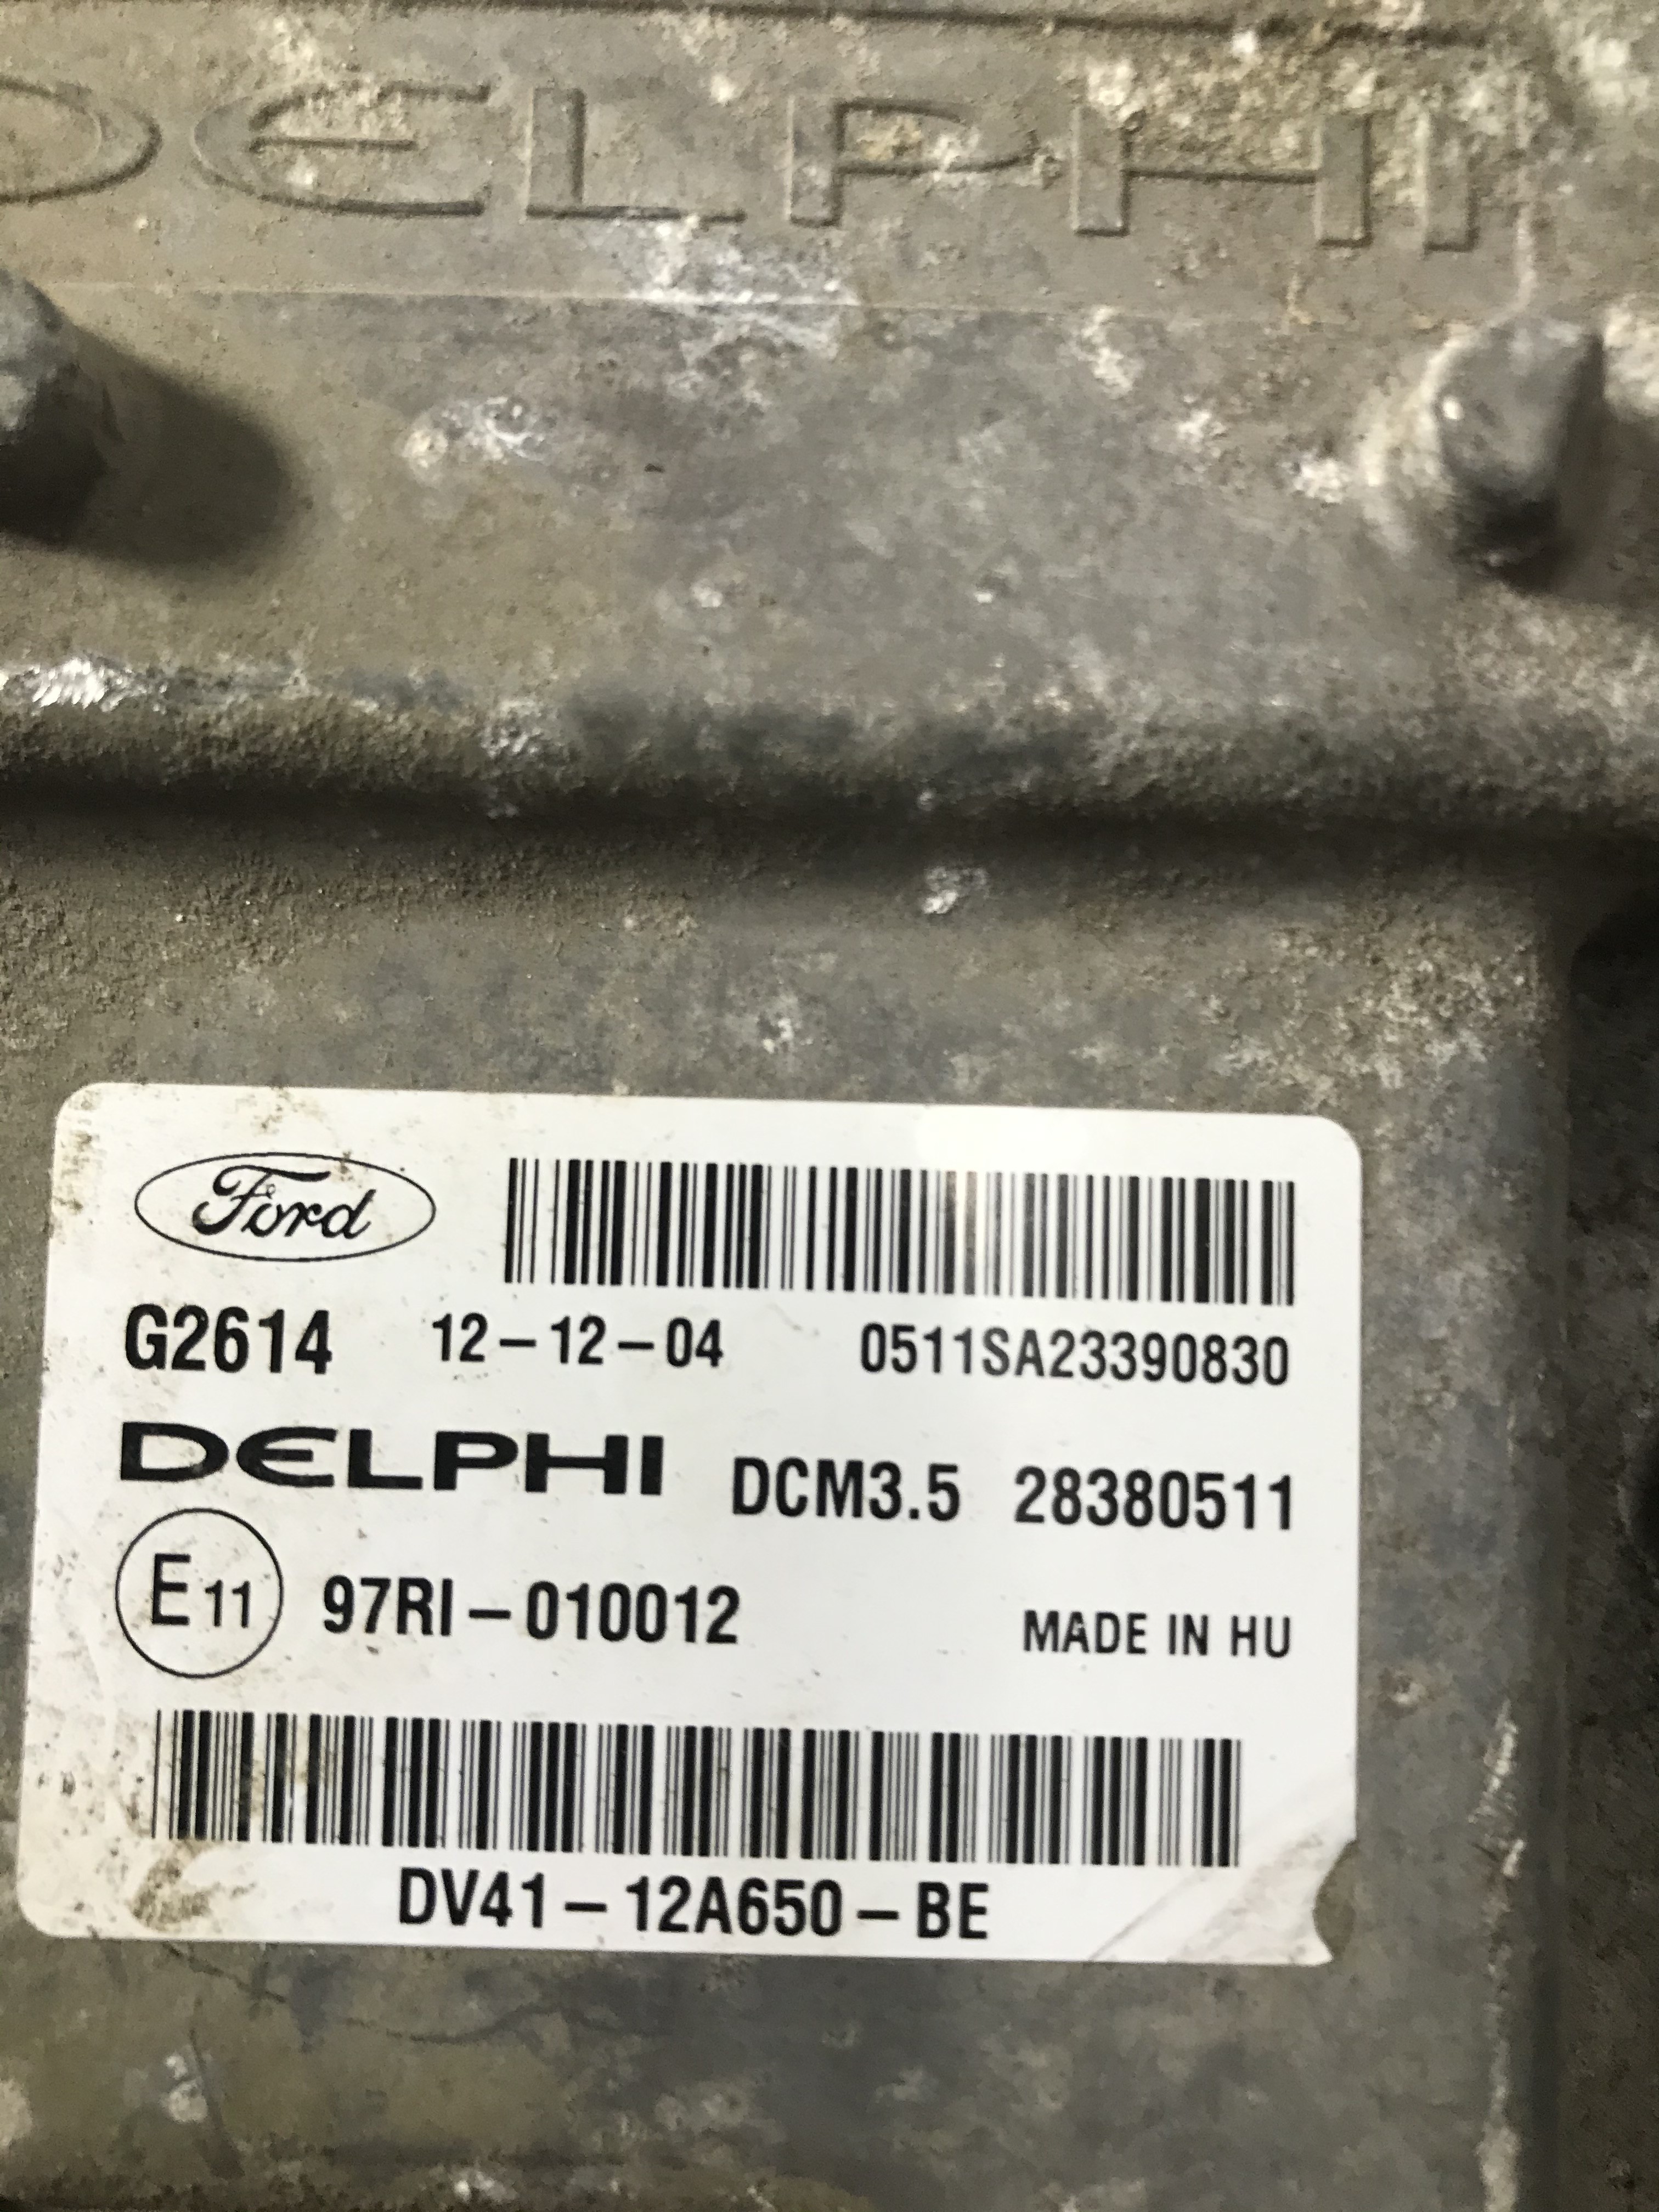 DELPHI
Ford
G2614 12-12-04 0511SA23390830
DELPHI DCM3.5 28380511
E11 97RI-010012 MADE IN HU
DV41-12A650-BE